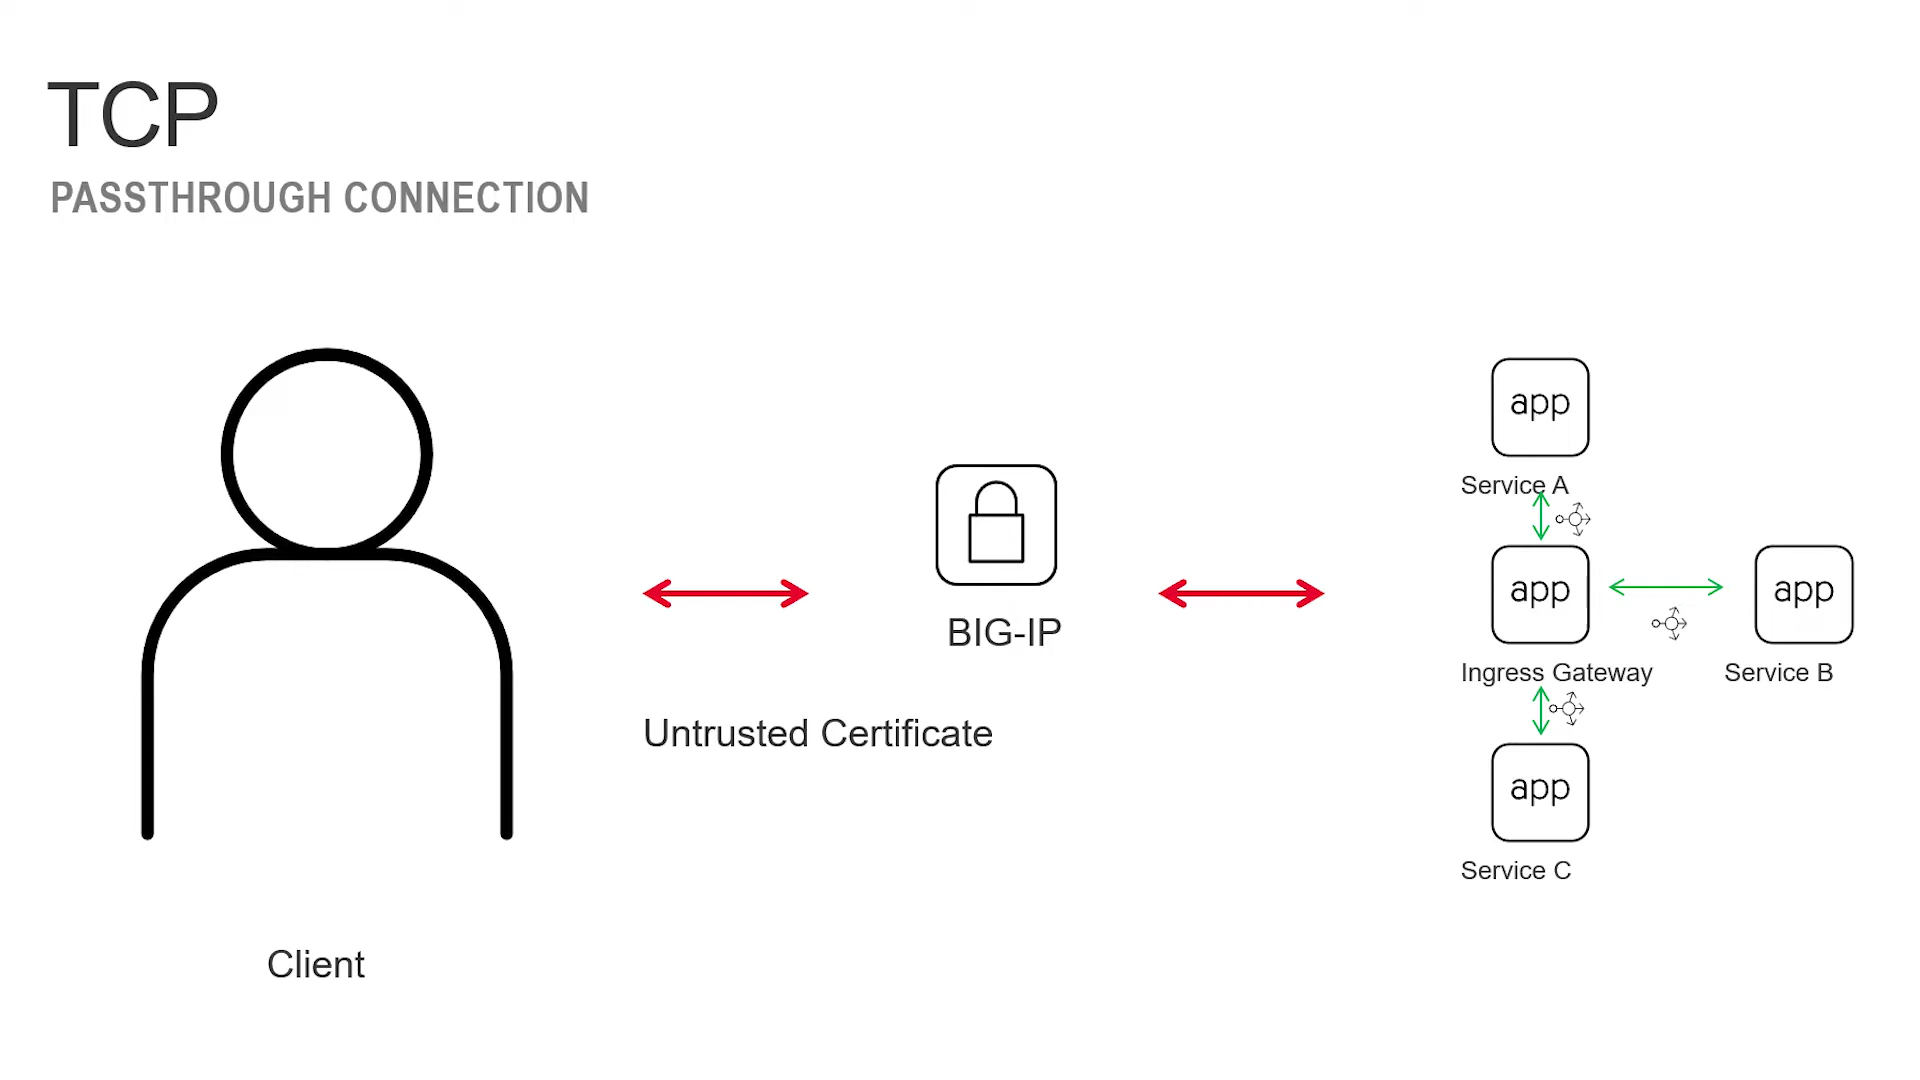 TCP
PASSTHROUGH CONNECTION
app
Service A
app
app
BIG-IP
Ingress Gateway
Service B
Untrusted Certificate
app
Service C
Client